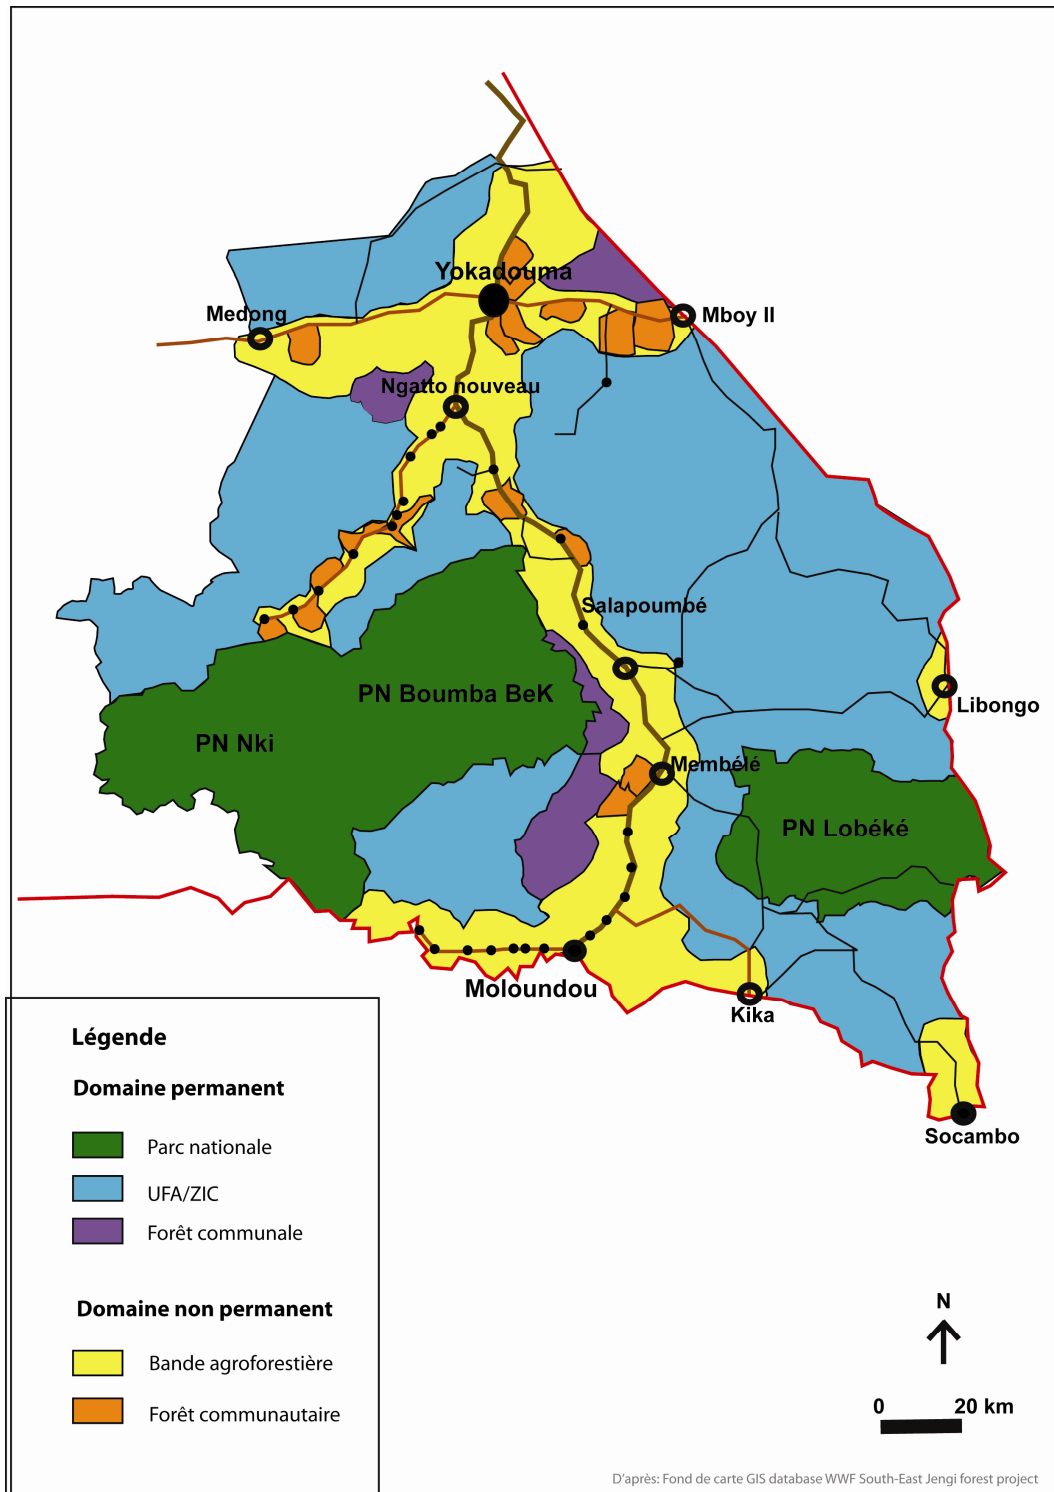 Yokadouma
Medong
Mboy II
Ngatto nouveau
Salapoumbé
PN Boumba BeK
Libongo
PN Nki
Membélé
PN Lobéké
Moloundou
Kika
Socambo
Légende
Domaine permanent
Parc nationale
UFA/ZIC
Forêt communale
Domaine non permanent
Bande agroforestière
Forêt communautaire
N
0 20 km
D'après: Fond de carte GIS database WWF South-East Jengi forest project